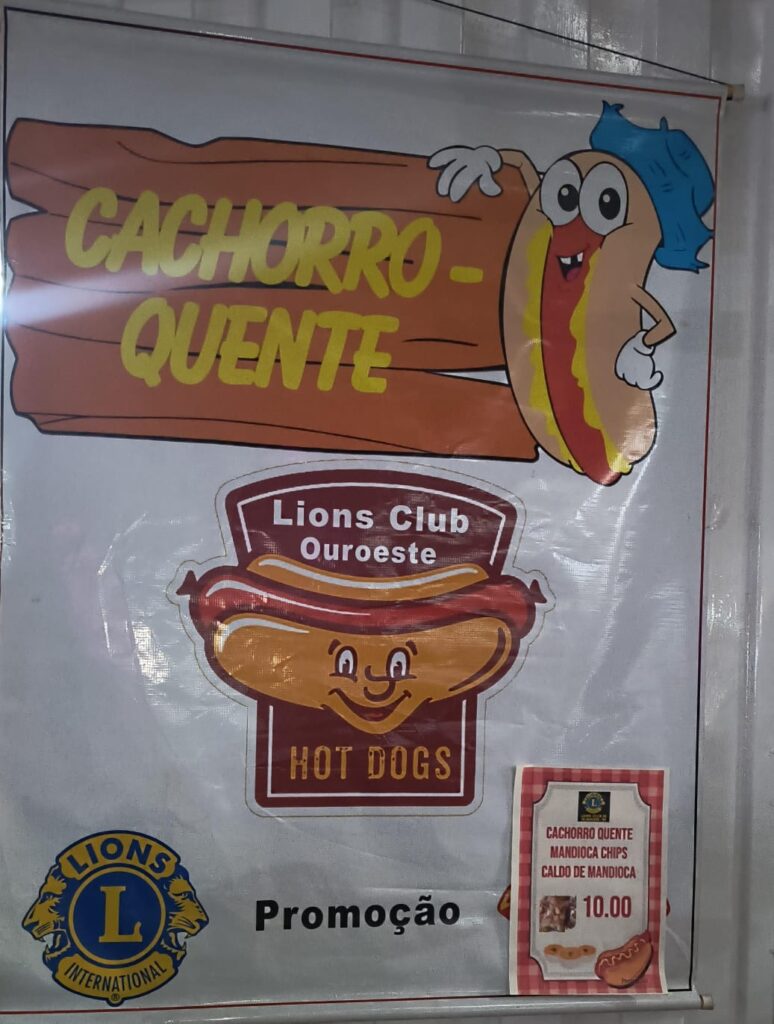 CACHORRO -
QUENTE
Lions Club
Ouroeste
HOT DOGS
LIONS
L
INTERNATIONAL
®
Promoção
L
CACHORRO QUENTE
MANDIOCA CHIPS
CALDO DE MANDIOCA
10.00